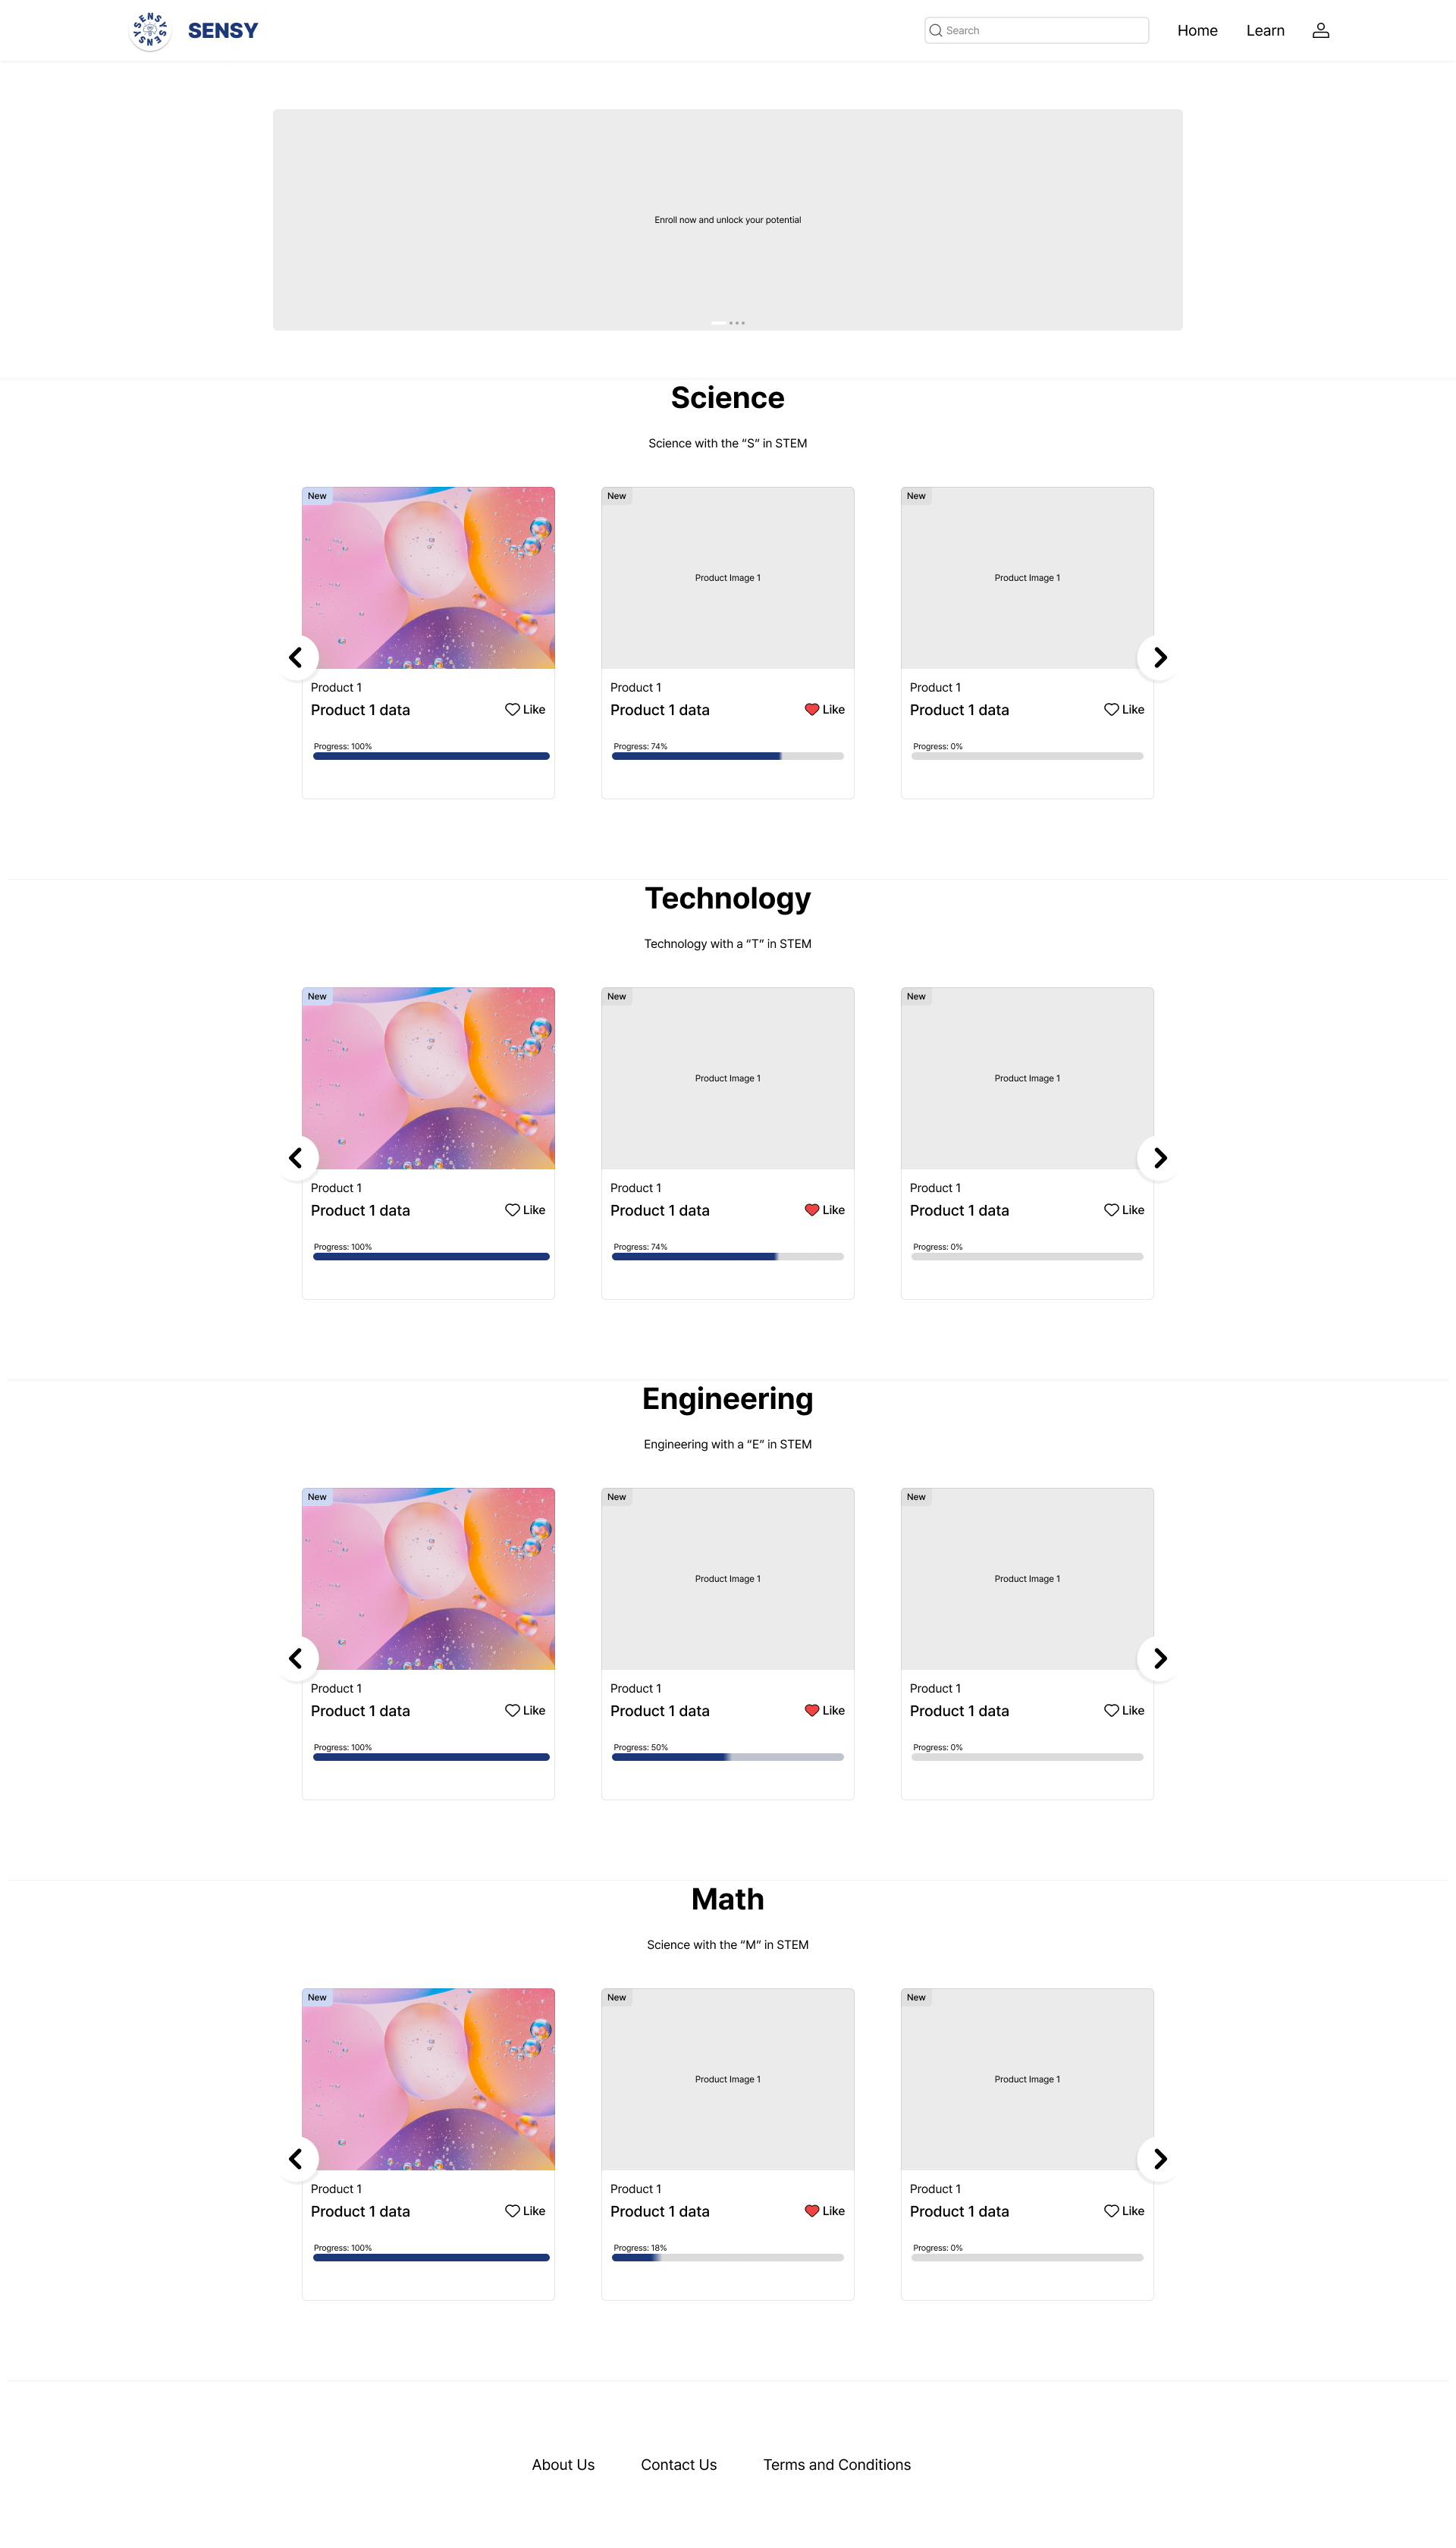 SENSY SENSY SENSY
SENSY
Search
Home
Learn
Enroll now and unlock your potential
Science
Science with the “S” in STEM
New
New
New
Product Image 1
Product Image 1
Product 1
Product 1
Product 1
Product 1 data
Like
Product 1 data
Like
Product 1 data
Like
Progress: 100%
Progress: 74%
Progress: 0%
Technology
Technology with a “T” in STEM
New
New
New
Product Image 1
Product Image 1
Product 1
Product 1
Product 1
Product 1 data
Like
Product 1 data
Like
Product 1 data
Like
Progress: 100%
Progress: 74%
Progress: 0%
Engineering
Engineering with a “E” in STEM
New
New
New
Product Image 1
Product Image 1
Product 1
Product 1
Product 1
Product 1 data
Like
Product 1 data
Like
Product 1 data
Like
Progress: 100%
Progress: 50%
Progress: 0%
Math
Science with the “M” in STEM
New
New
New
Product Image 1
Product Image 1
Product 1
Product 1
Product 1
Product 1 data
Like
Product 1 data
Like
Product 1 data
Like
Progress: 100%
Progress: 18%
Progress: 0%
About Us
Contact Us
Terms and Conditions